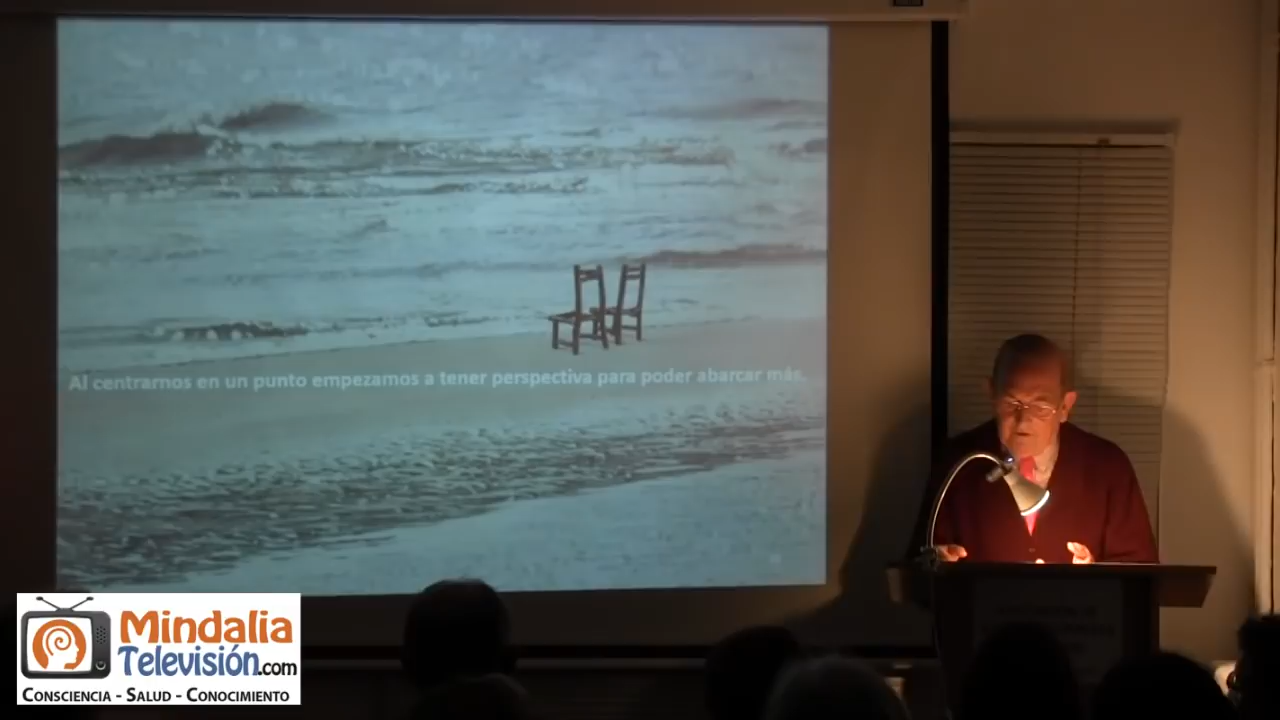 Al centrarnos en un punto empezamos a tener perspectiva para poder abarcar más.
Mindalia
Televisión.com
CONSCIENCIA - SALUD - CONOCIMIENTO